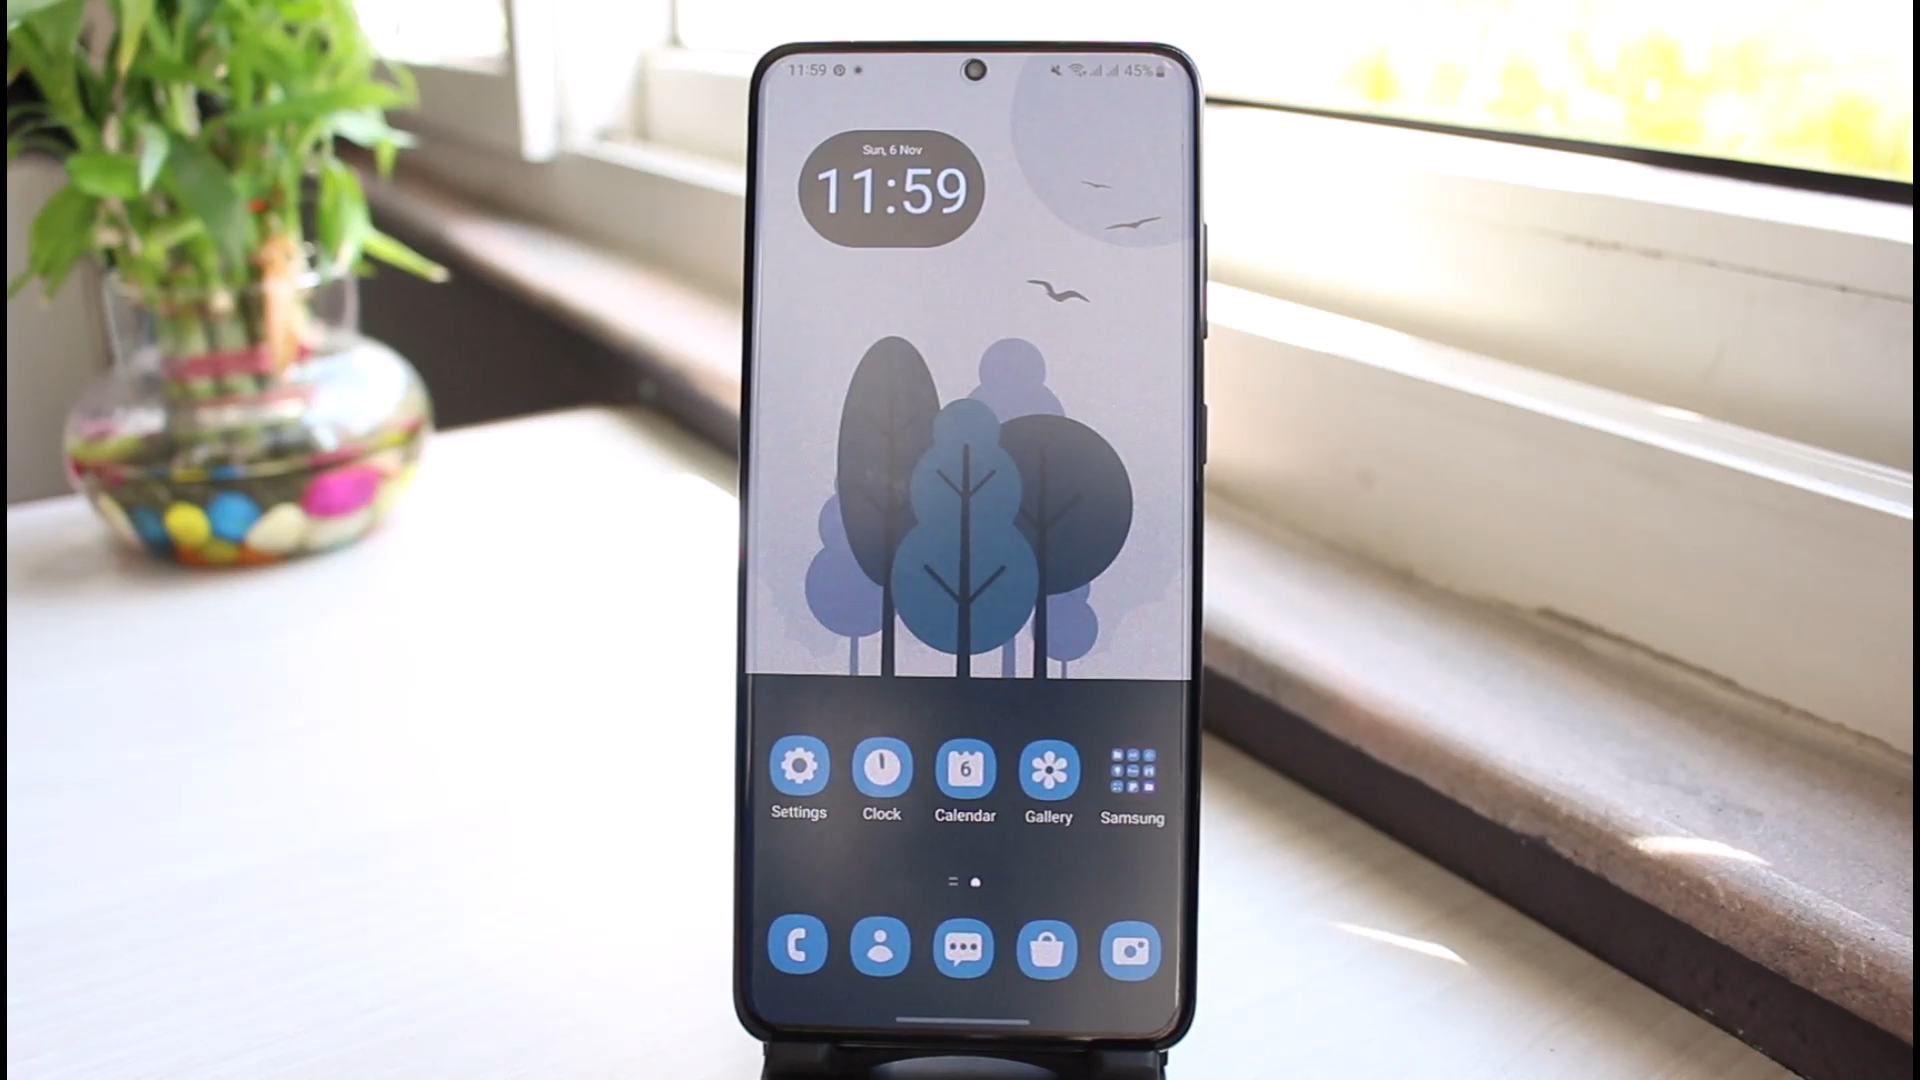 11:59 45%
Sun, 6 Nov
11:59
6
Settings Clock Calendar Gallery Samsung